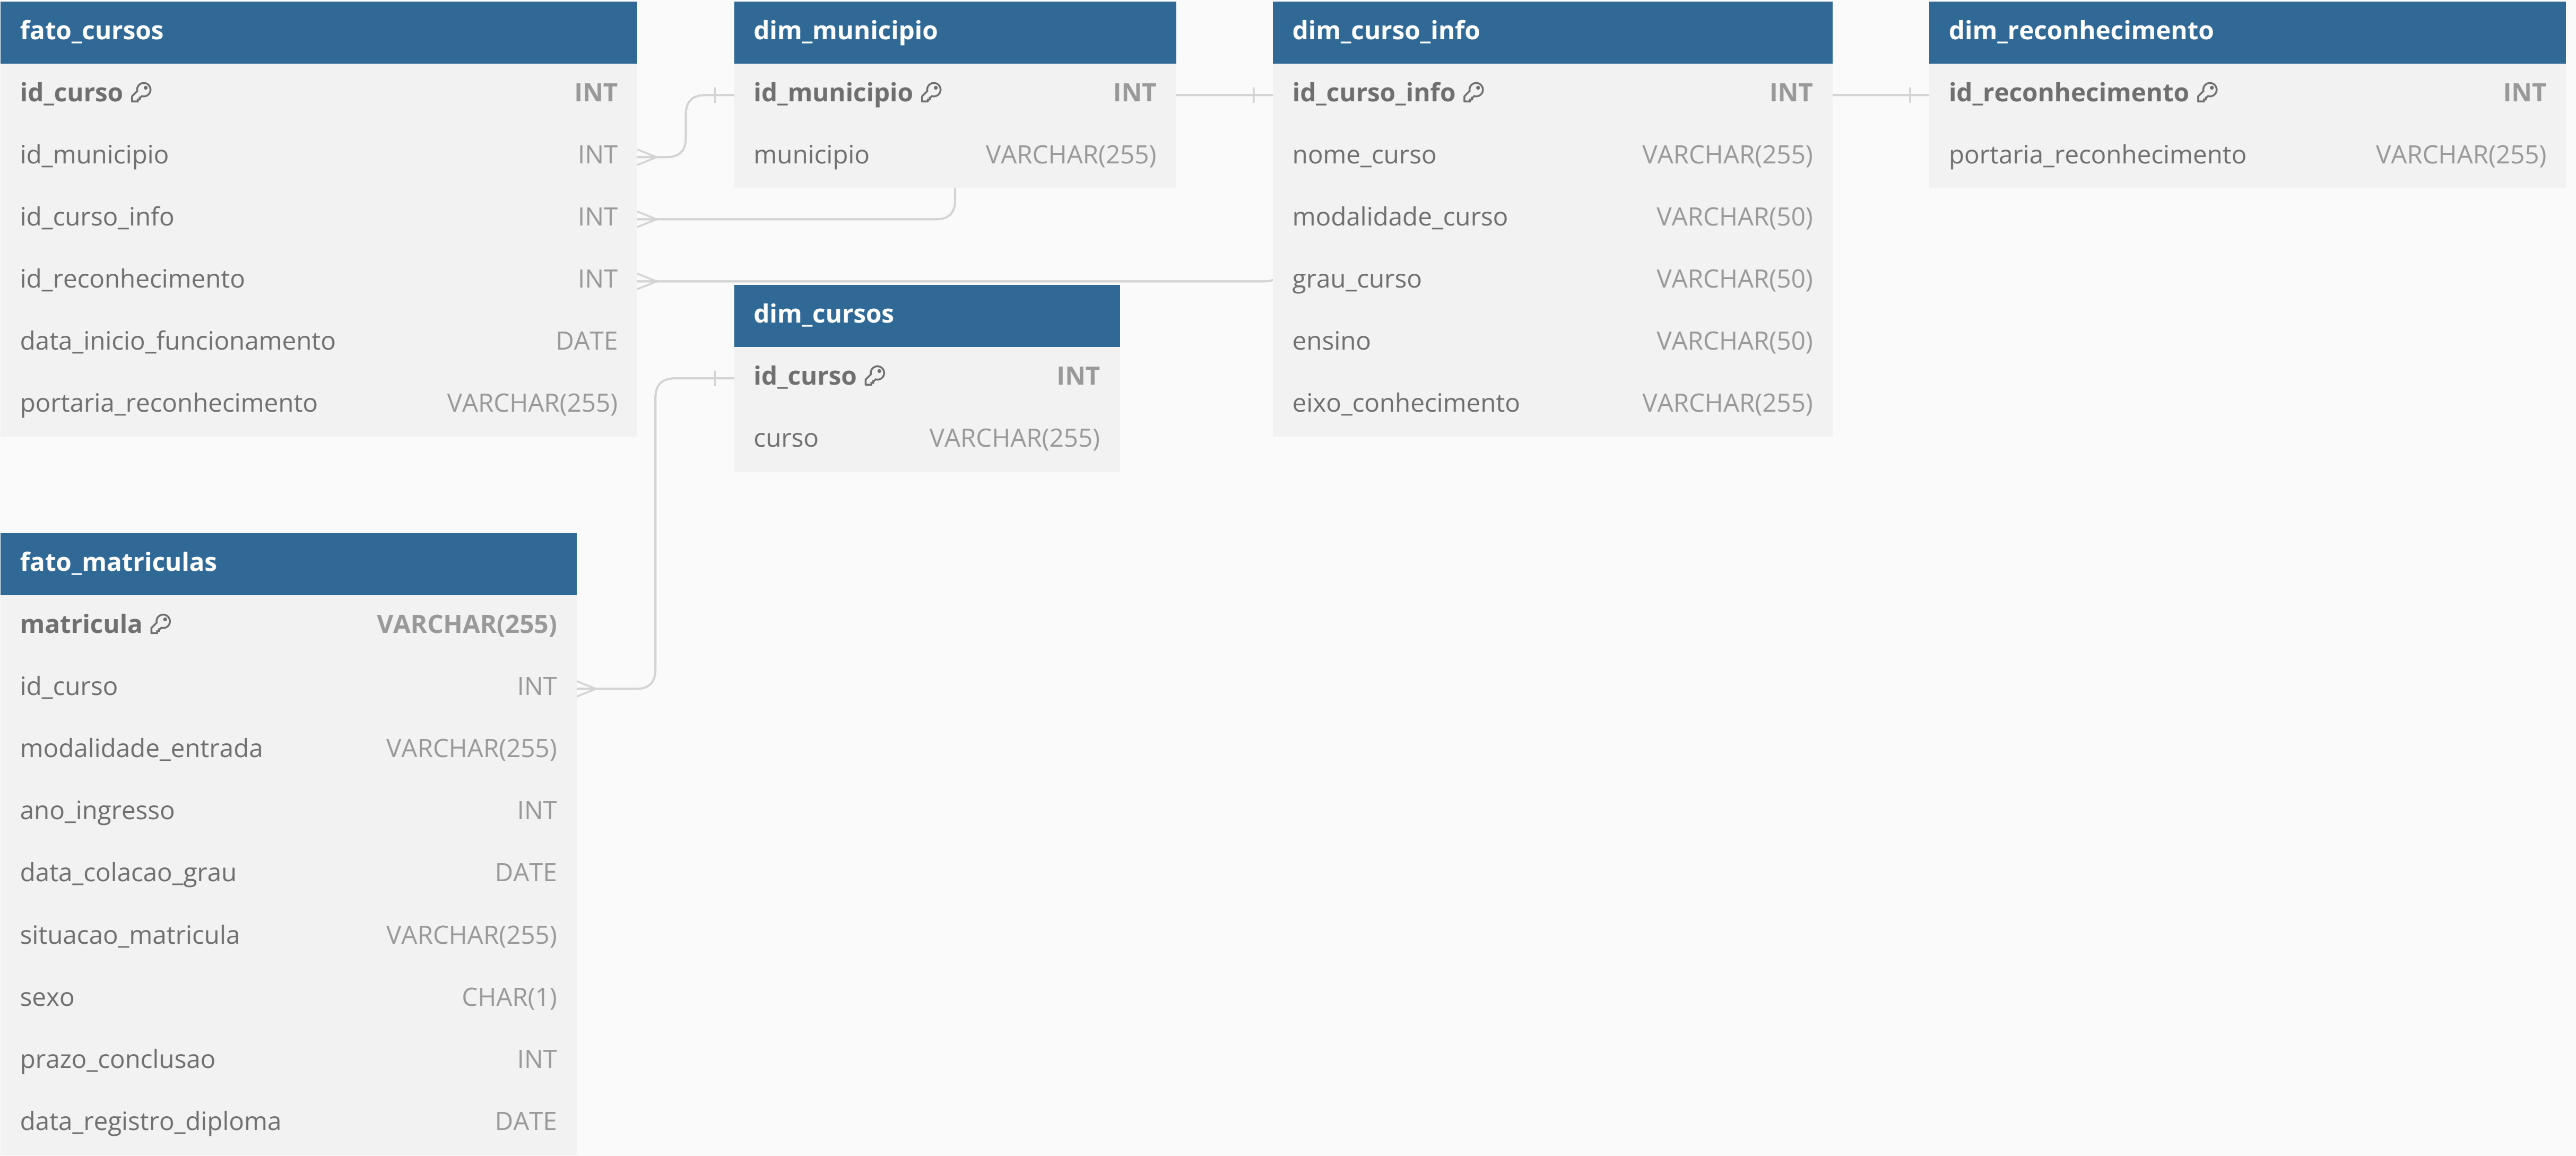 fato_cursos
id_curso INT
id_municipio INT
id_curso_info INT
id_reconhecimento INT
data_inicio_funcionamento DATE
portaria_reconhecimento VARCHAR(255)
dim_municipio
id_municipio INT
municipio VARCHAR(255)
dim_curso_info
id_curso_info INT
nome_curso VARCHAR(255)
modalidade_curso VARCHAR(50)
grau_curso VARCHAR(50)
ensino VARCHAR(50)
eixo_conhecimento VARCHAR(255)
dim_reconhecimento
id_reconhecimento INT
portaria_reconhecimento VARCHAR(255)
dim_cursos
id_curso INT
curso VARCHAR(255)
fato_matriculas
matricula VARCHAR(255)
id_curso INT
modalidade_entrada VARCHAR(255)
ano_ingresso INT
data_colacao_grau DATE
situacao_matricula VARCHAR(255)
sexo CHAR(1)
prazo_conclusao INT
data_registro_diploma DATE